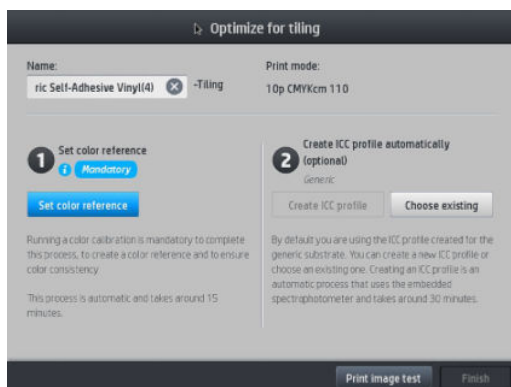 Optimize for tiling
Name:
Print mode:
ric Self-Adhesive Vinyl(4)
-Tiling
10p CMYKcm 110
1
Set color reference
i Mandatory
Set color reference
Running a color calibration is mandatory to complete
this process, to create a color reference and to ensure
color consistency
This process is automatic and takes around 15
minutes.
2
Create ICC profile automatically
(optional)
Generic
Create ICC profile
Choose existing
By default you are using the ICC profile created for the
generic substrate. You can create a new ICC profile or
choose an existing one. Creating an ICC profile is an
automatic process that uses the embedded
spectrophotometer and takes around 30 minutes.
Print image test
Finish